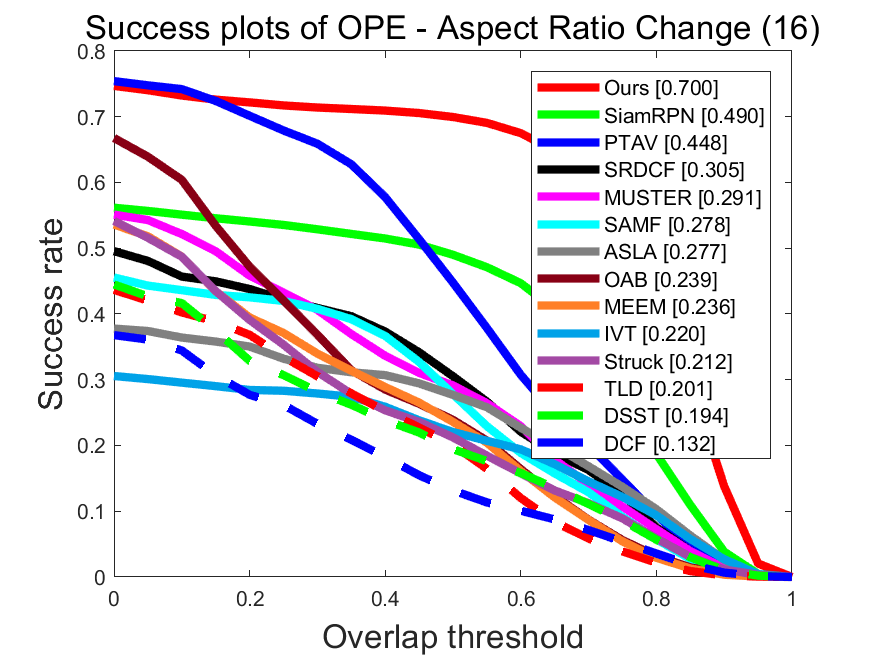 Success plots of OPE - Aspect Ratio Change (16)
0.8
0.7
0.6
0.5
0.4
0.3
0.2
0.1
0
Success rate
Ours [0.700]
SiamRPN [0.490]
PTAV [0.448]
SRDCF [0.305]
MUSTER [0.291]
SAMF [0.278]
ASLA [0.277]
OAB [0.239]
MEEM [0.236]
IVT [0.220]
Struck [0.212]
TLD [0.201]
DSST [0.194]
DCF [0.132]
0 0.2 0.4 0.6 0.8 1
Overlap threshold